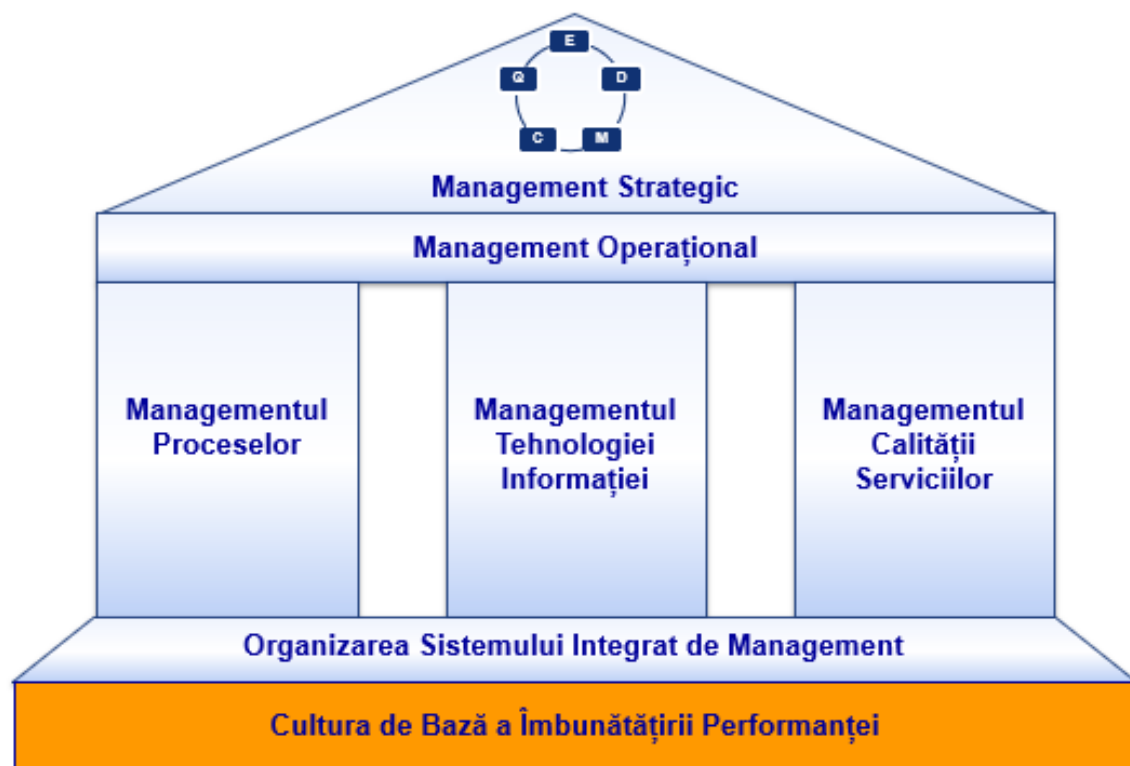 E
Q
D
C
M
Management Strategic
Management Operațional
Managementul
Proceselor
Managementul
Tehnologiei
Informației
Managementul
Calității
Serviciilor
Organizarea Sistemului Integrat de Management
Cultura de Bază a Îmbunătățirii Performanței